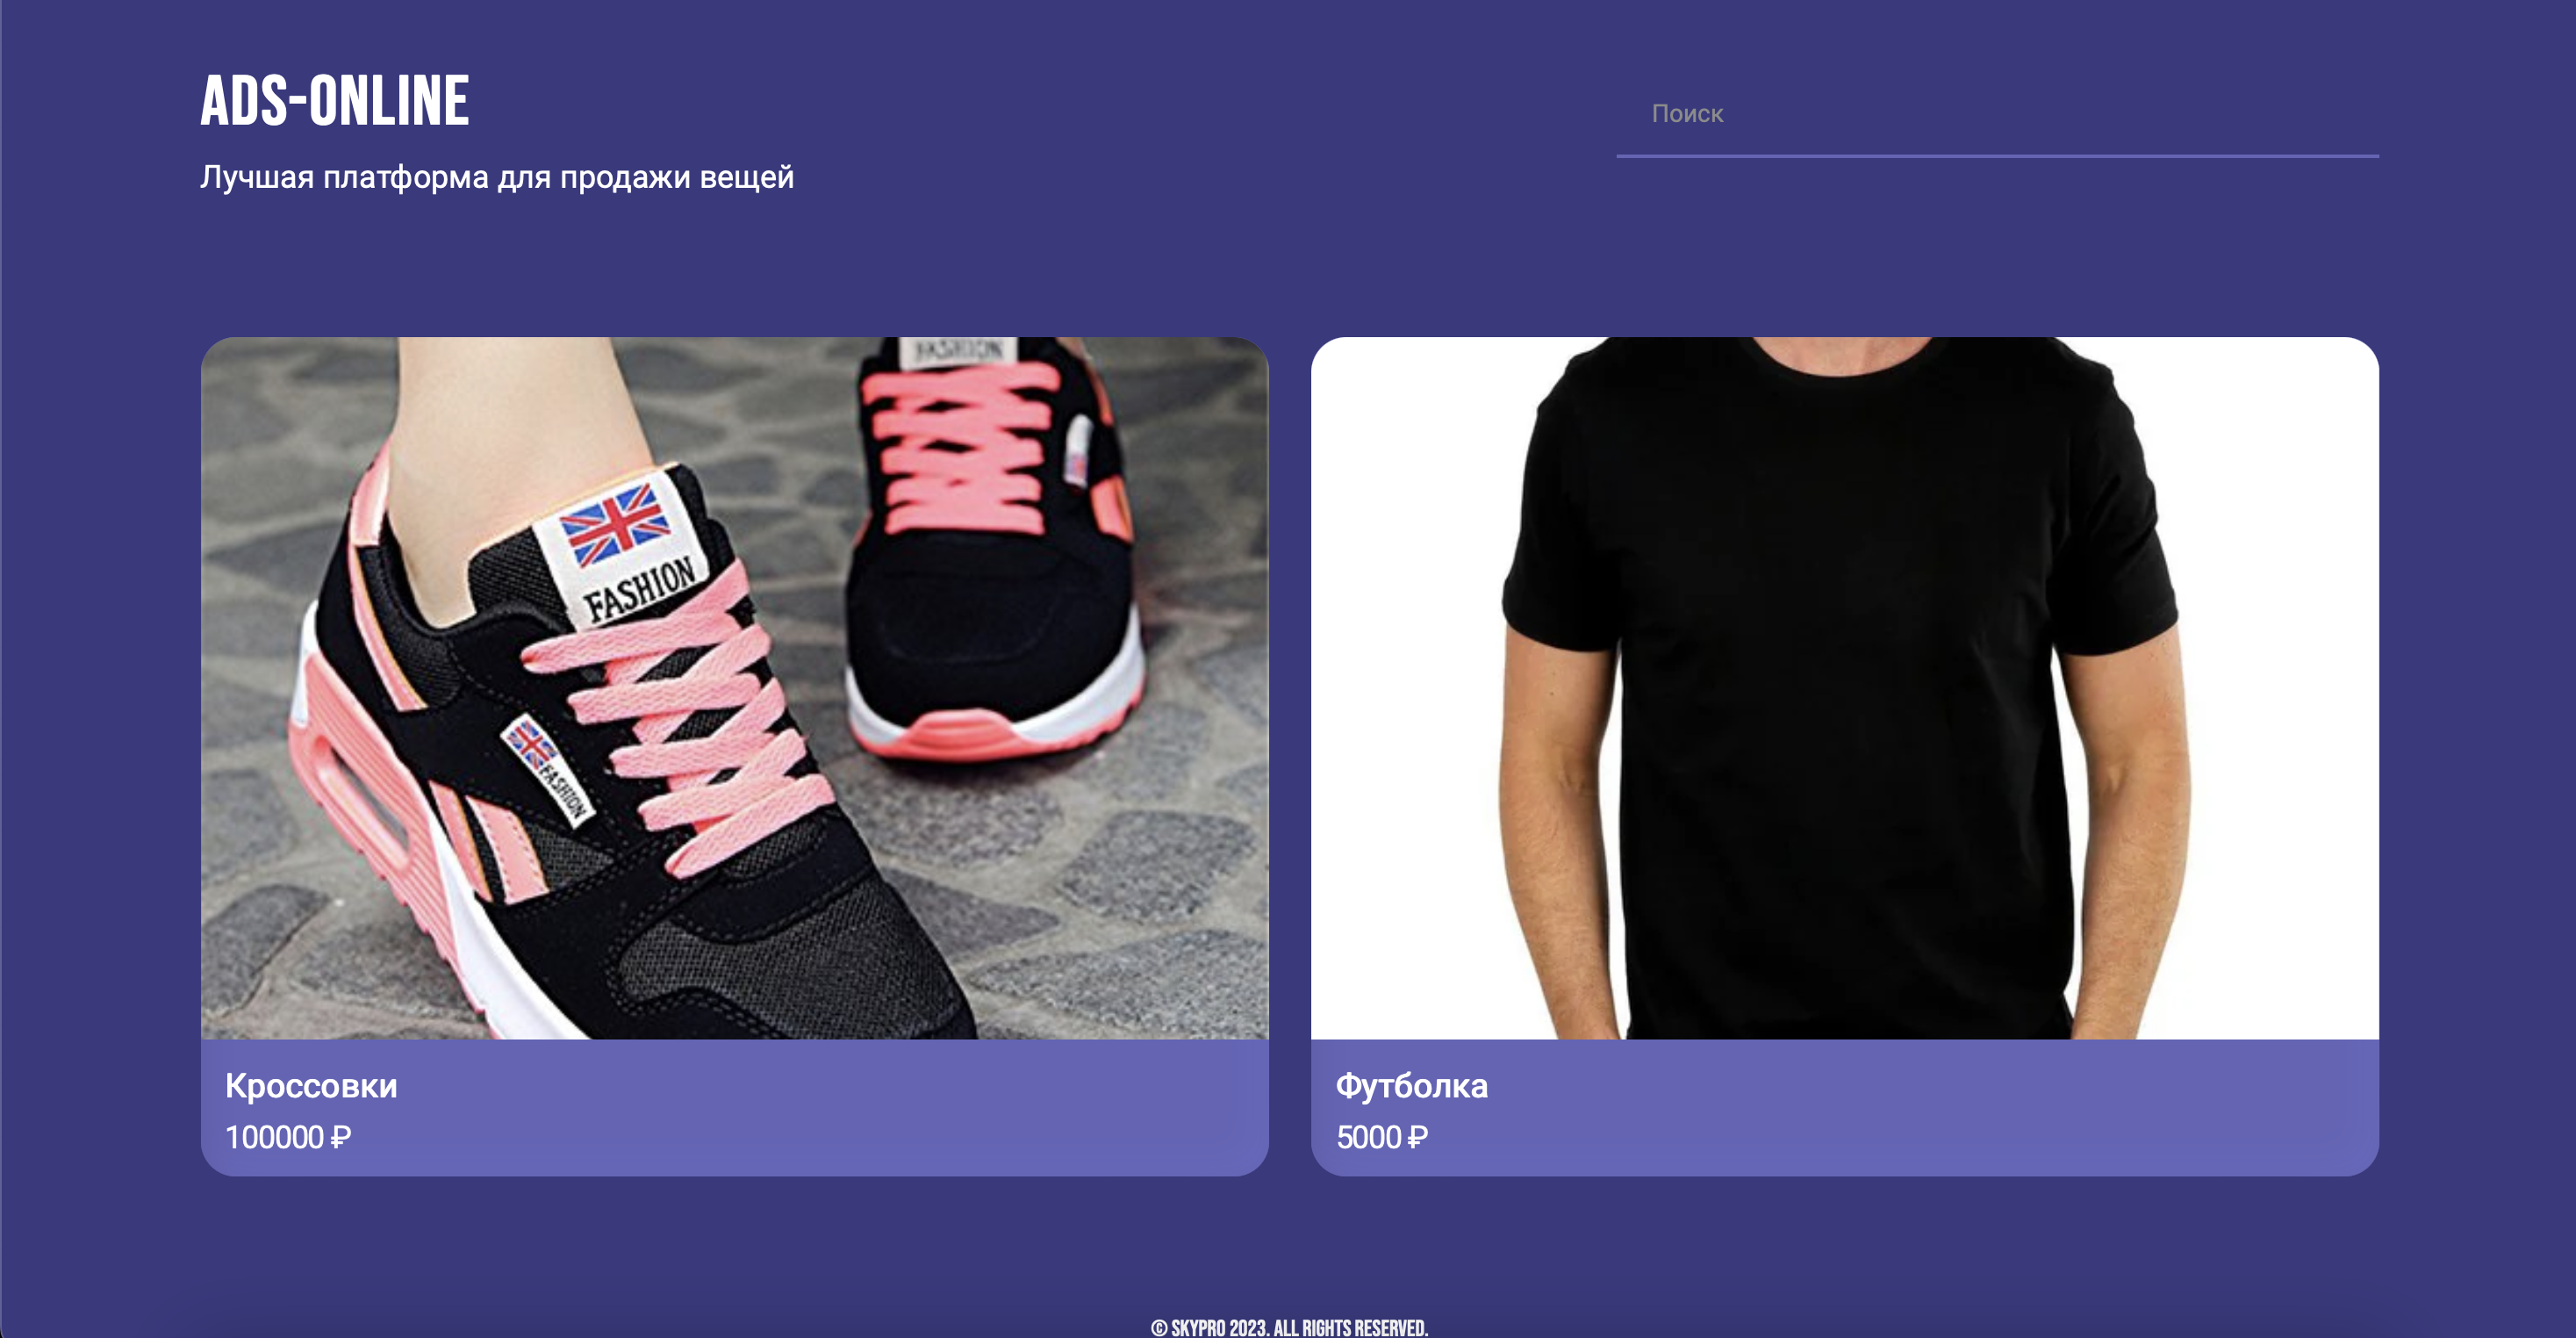 ADS-ONLINE
Поиск
Лучшая платформа для продажи вещей
FASHION
FASHION
FASHION
Кроссовки
100000 ₽
Футболка
5000 ₽
© SKYPRO 2023. ALL RIGHTS RESERVED.